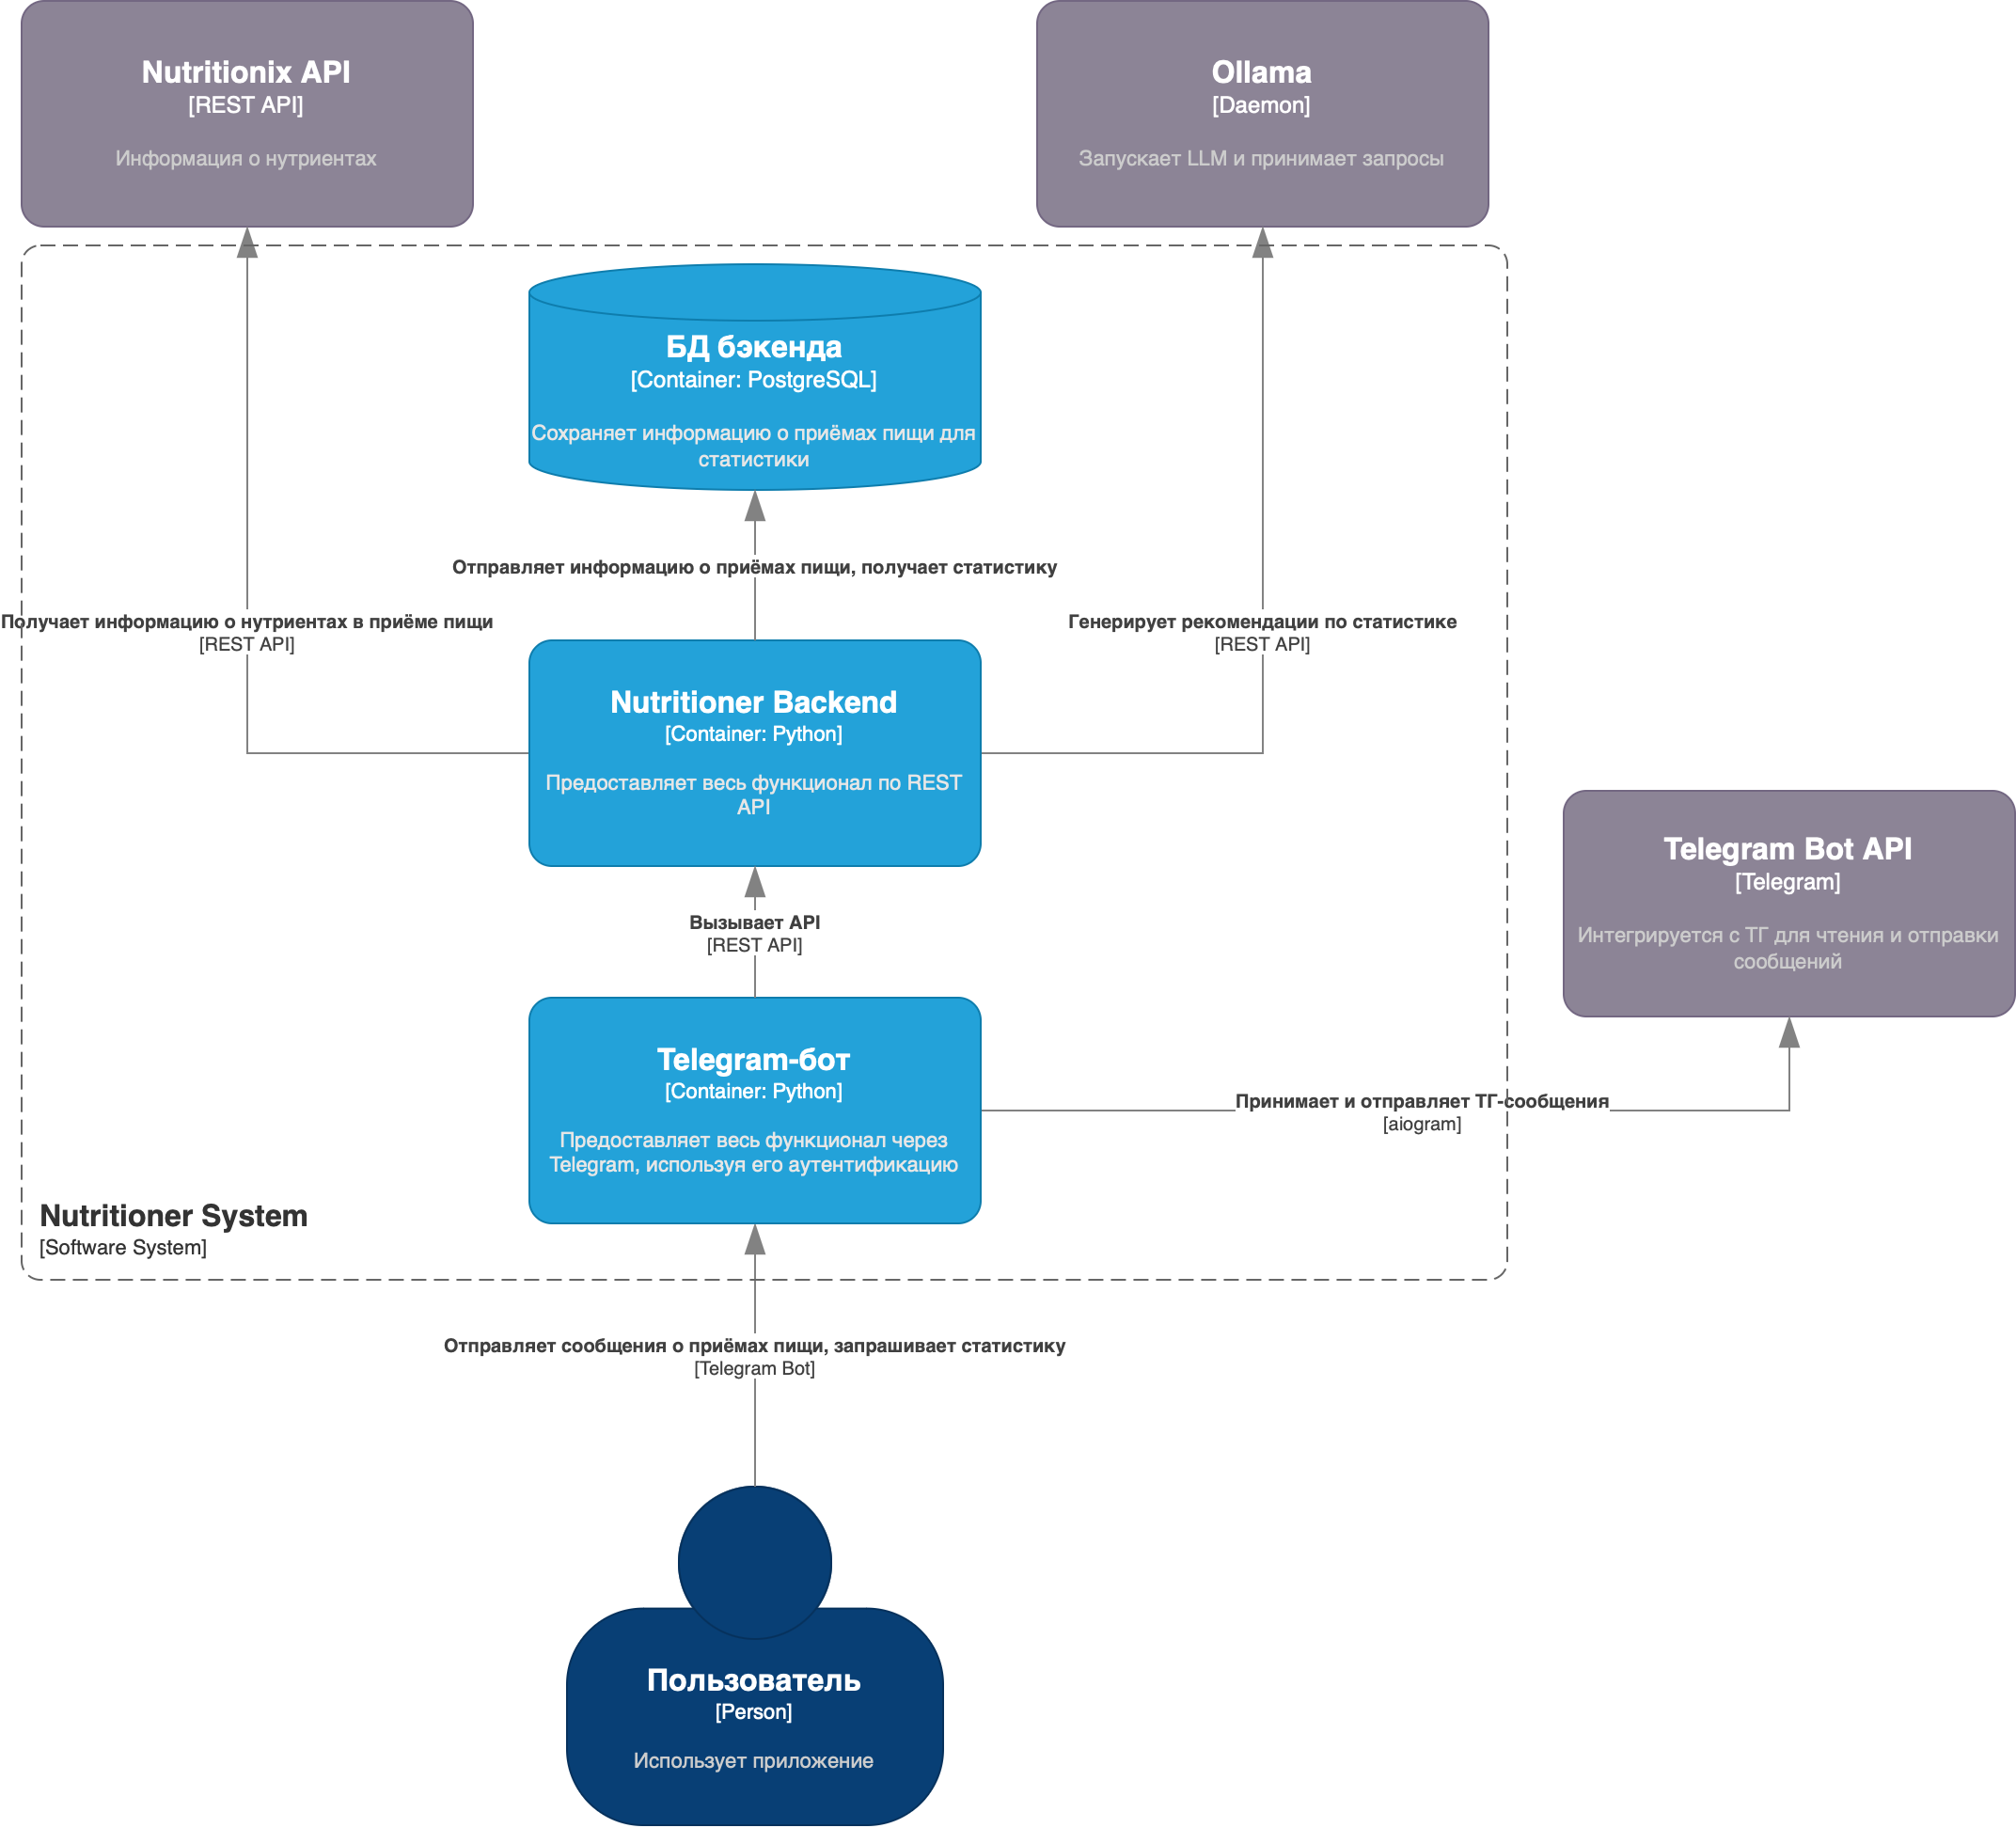 Nutritionix API
[REST API]
Информация о нутриентах
Ollama
[Daemon]
Запускает LLM и принимает запросы
БД бэкенда
[Container: PostgreSQL]
Сохраняет информацию о приёмах пищи для
статистики
Отправляет информацию о приёмах пищи, получает статистику
Получает информацию о нутриентах в приёме пищи
[REST API]
Генерирует рекомендации по статистике
[REST API]
Nutritioner Backend
[Container: Python]
Предоставляет весь функционал по REST
API
Telegram Bot API
[Telegram]
Интегрируется с ТГ для чтения и отправки
сообщений
Вызывает API
[REST API]
Telegram-бот
[Container: Python]
Предоставляет весь функционал через
Telegram, используя его аутентификацию
Принимает и отправляет ТГ-сообщения
[aiogram]
Nutritioner System
[Software System]
Отправляет сообщения о приёмах пищи, запрашивает статистику
[Telegram Bot]
Пользователь
[Person]
Использует приложение